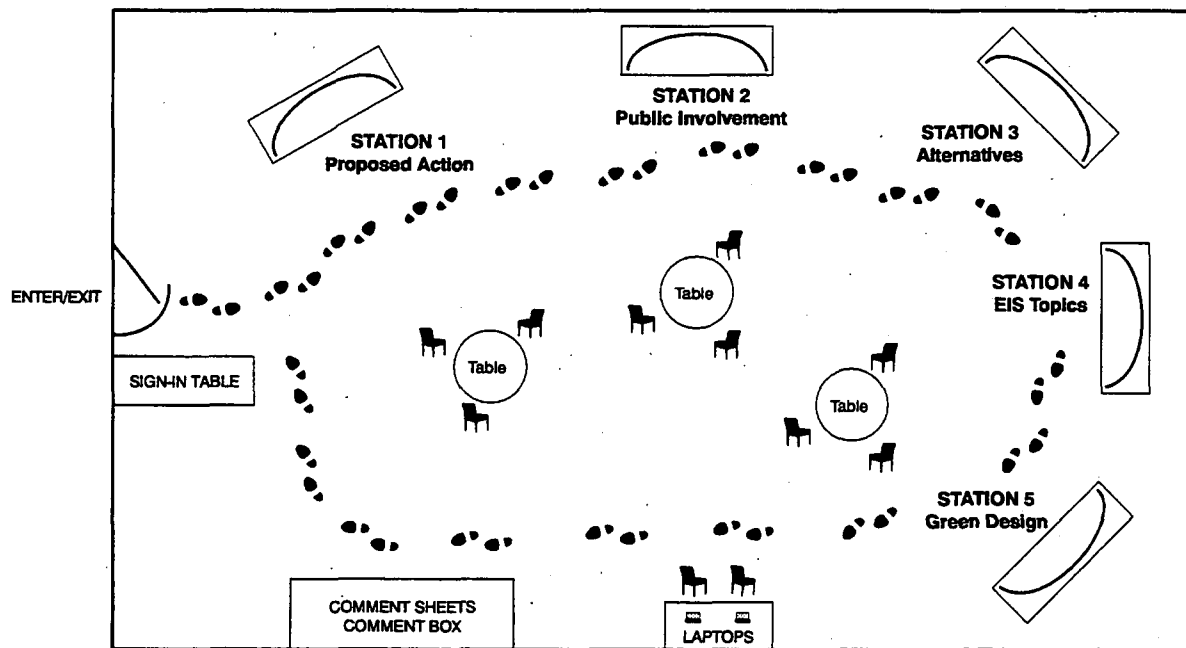 STATION 1
Proposed Action
STATION 2
Public Involvement
STATION 3
Alternatives
ENTER/EXIT
SIGN-IN TABLE
Table
Table
Table
STATION 4
EIS Topics
STATION 5
Green Design
COMMENT SHEETS
COMMENT BOX
LAPTOPS